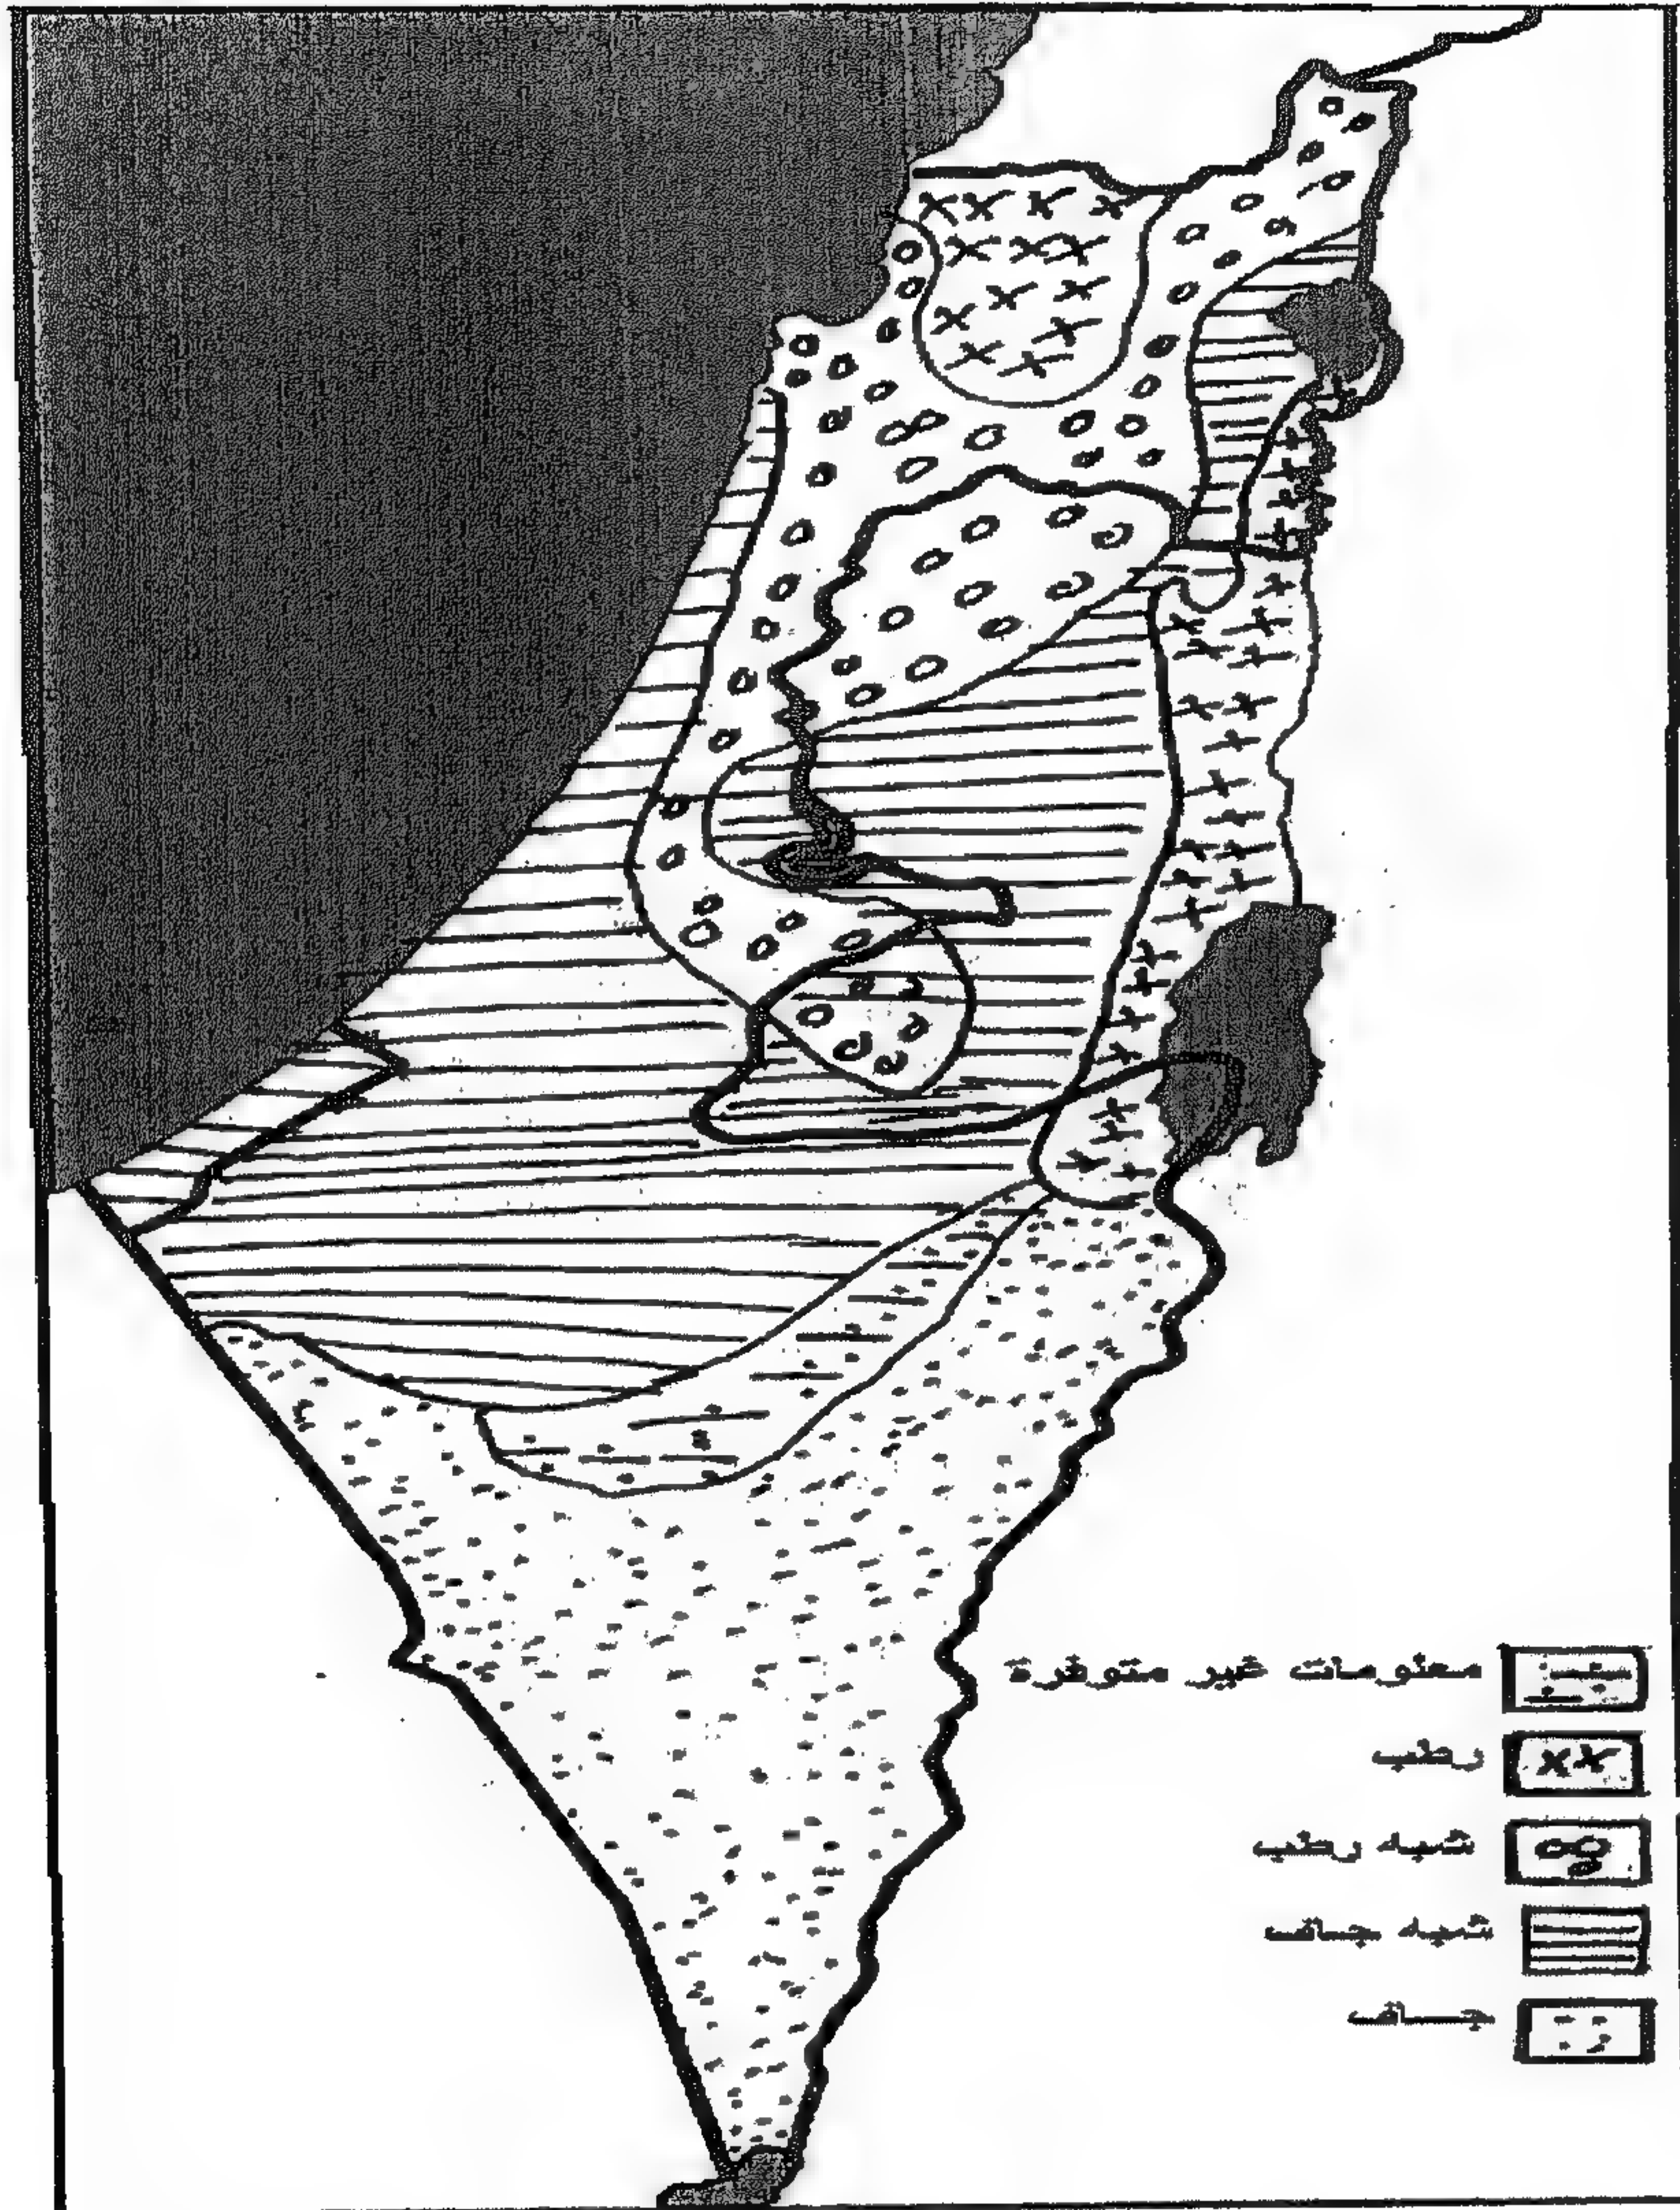 معلومات غير متوفرة
رطب
شبه رطب
شبه جاف
جاف